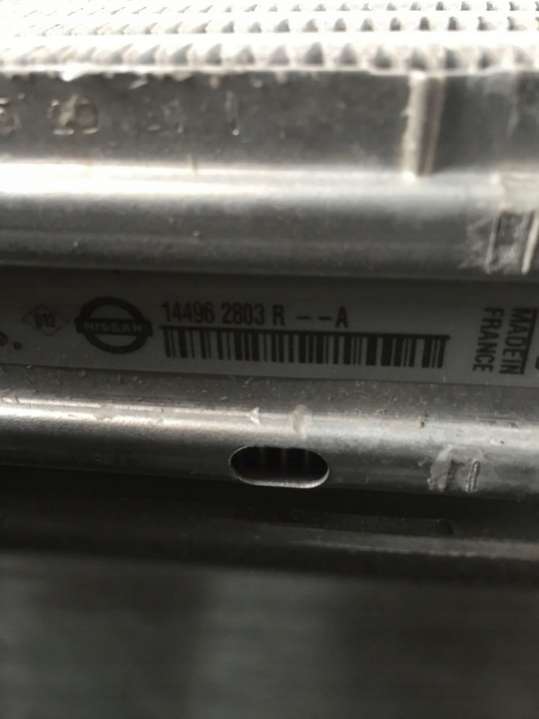 NISSAN
14496 2803 R -- A
MADE IN
FRANCE